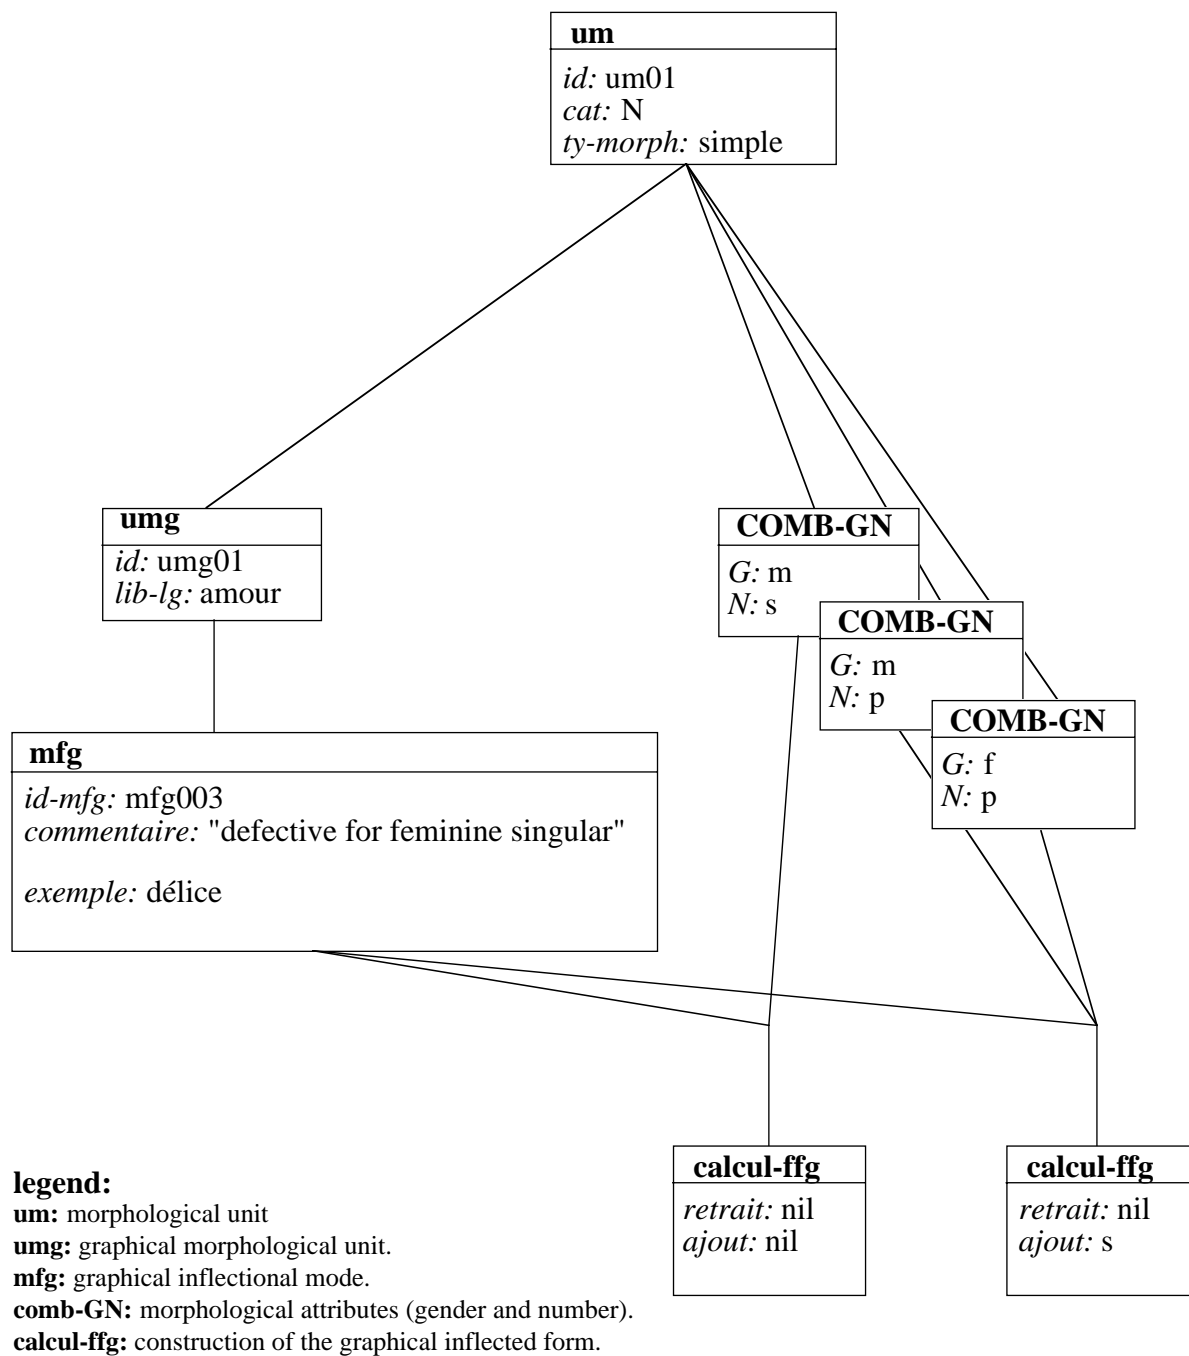 um
id: um01
cat: N
ty-morph: simple
umg
id: umg01
lib-lg: amour
COMB-GN
G: m
N: s
COMB-GN
G: m
N: p
COMB-GN
G: f
N: p
mfg
id-mfg: mfg003
commentaire: "defective for feminine singular"
exemple: délice
calcul-ffg
retrait: nil
ajout: nil
calcul-ffg
retrait: nil
ajout: s
legend:
um: morphological unit
umg: graphical morphological unit.
mfg: graphical inflectional mode.
comb-GN: morphological attributes (gender and number).
calcul-ffg: construction of the graphical inflected form.